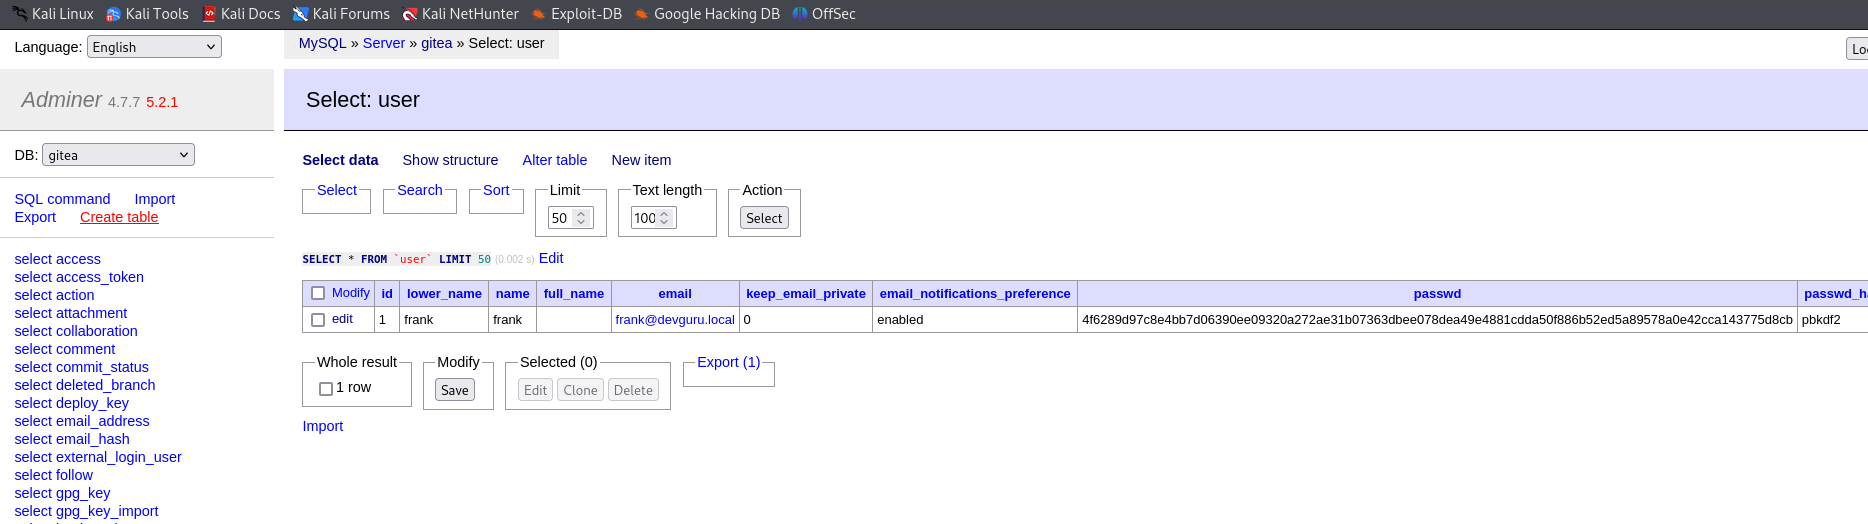 Kali Linux Kali Tools Kali Docs Kali Forums Kali NetHunter Exploit-DB Google Hacking DB OffSec
Language: English
MySQL » Server » gitea » Select: user
Adminer 4.7.7 5.2.1
Select: user
DB: gitea
Select data Show structure Alter table New item
SQL command Import
Export Create table
Select Search Sort Limit Text length Action
50 100 Select
SELECT * FROM `user` LIMIT 50 (0.002 s) Edit
Modify id lower_name name full_name email keep_email_private email_notifications_preference passwd
edit 1 frank frank frank@devguru.local 0 enabled 4f6289d97c8e4bb7d06390ee09320a272ae31b07363dbee078dea49e4881cdda50f886b52ed5a89578a0e42cca143775d8cb pbkdf2
Whole result Modify Selected (0) Export (1)
1 row Save Edit Clone Delete
Import
select access
select access_token
select action
select attachment
select collaboration
select comment
select commit_status
select deleted_branch
select deploy_key
select email_address
select email_hash
select external_login_user
select follow
select gpg_key
select gpg_key_import